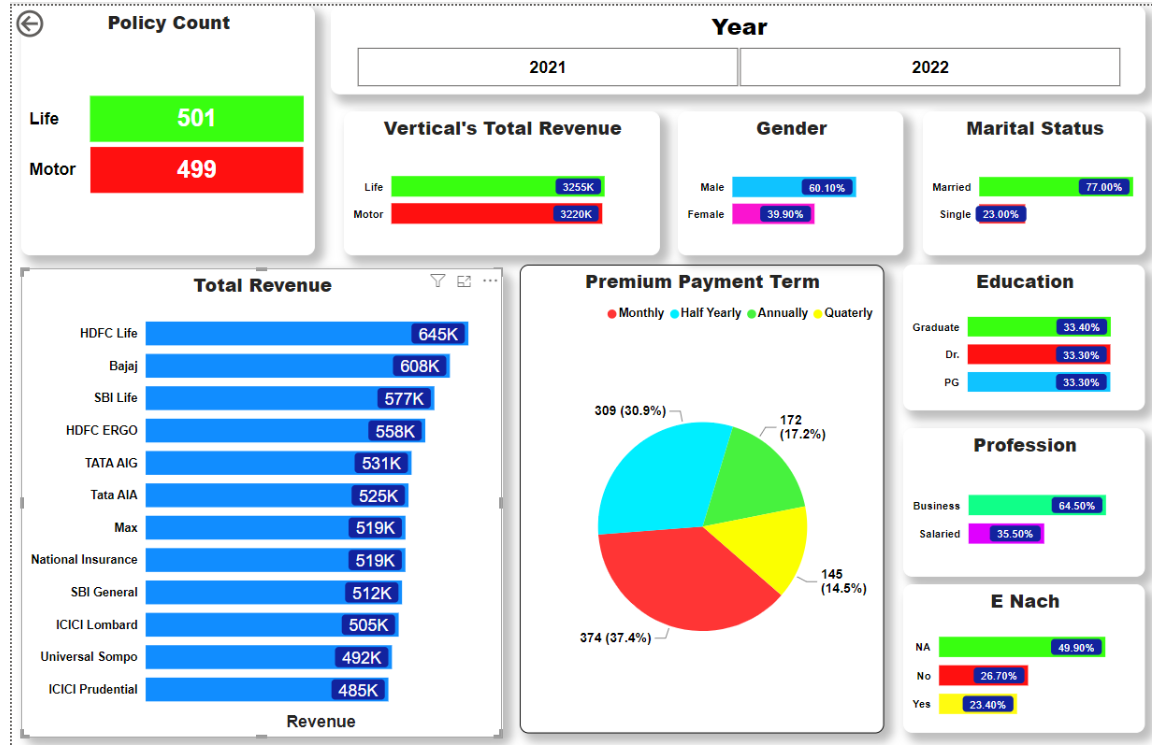 Policy Count
Life 501
Motor 499
Year
2021 2022
Vertical's Total Revenue
Life 3255K
Motor 3220K
Gender
Male 60.10%
Female 39.90%
Marital Status
Married 77.00%
Single 23.00%
Total Revenue
HDFC Life 645K
Bajaj 608K
SBI Life 577K
HDFC ERGO 558K
TATA AIG 531K
Tata AIA 525K
Max 519K
National Insurance 519K
SBI General 512K
ICICI Lombard 505K
Universal Sompo 492K
ICICI Prudential 485K
Revenue
Premium Payment Term
Monthly Half Yearly Annually Quaterly
309 (30.9%)
172
(17.2%)
145
(14.5%)
374 (37.4%)
Education
Graduate 33.40%
Dr. 33.30%
PG 33.30%
Profession
Business 64.50%
Salaried 35.50%
E Nach
NA 49.90%
No 26.70%
Yes 23.40%